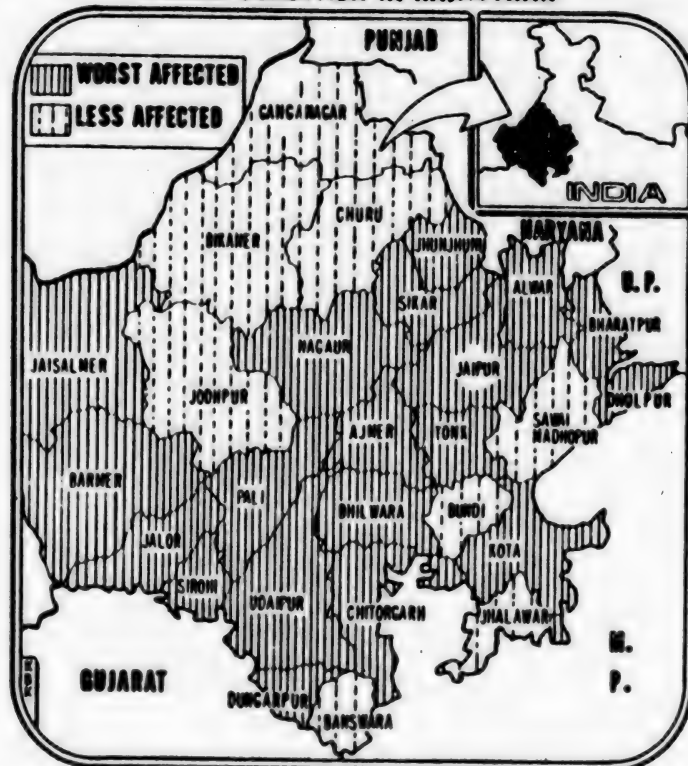 PUNJAB
WORST AFFECTED
LESS AFFECTED
GANGANAGAR
INDIA
CHURU
BIKANER
JHUNJHUNU
HARYANA
ALWAR
U.P.
SIKAR
BHARATPUR
NAGAUR
JAISALMER
JAIPUR
JODHPUR
DHOLPUR
SAWAI
MADHOPUR
AJMER
TONK
BARMER
PALI
BHILWARA
BUNDI
JALOR
KOTA
SIROHI
UDAIPUR
CHITORGARH
JHALAWAR
M.
P.
GUJARAT
DUNGARPUR
BANSWARA